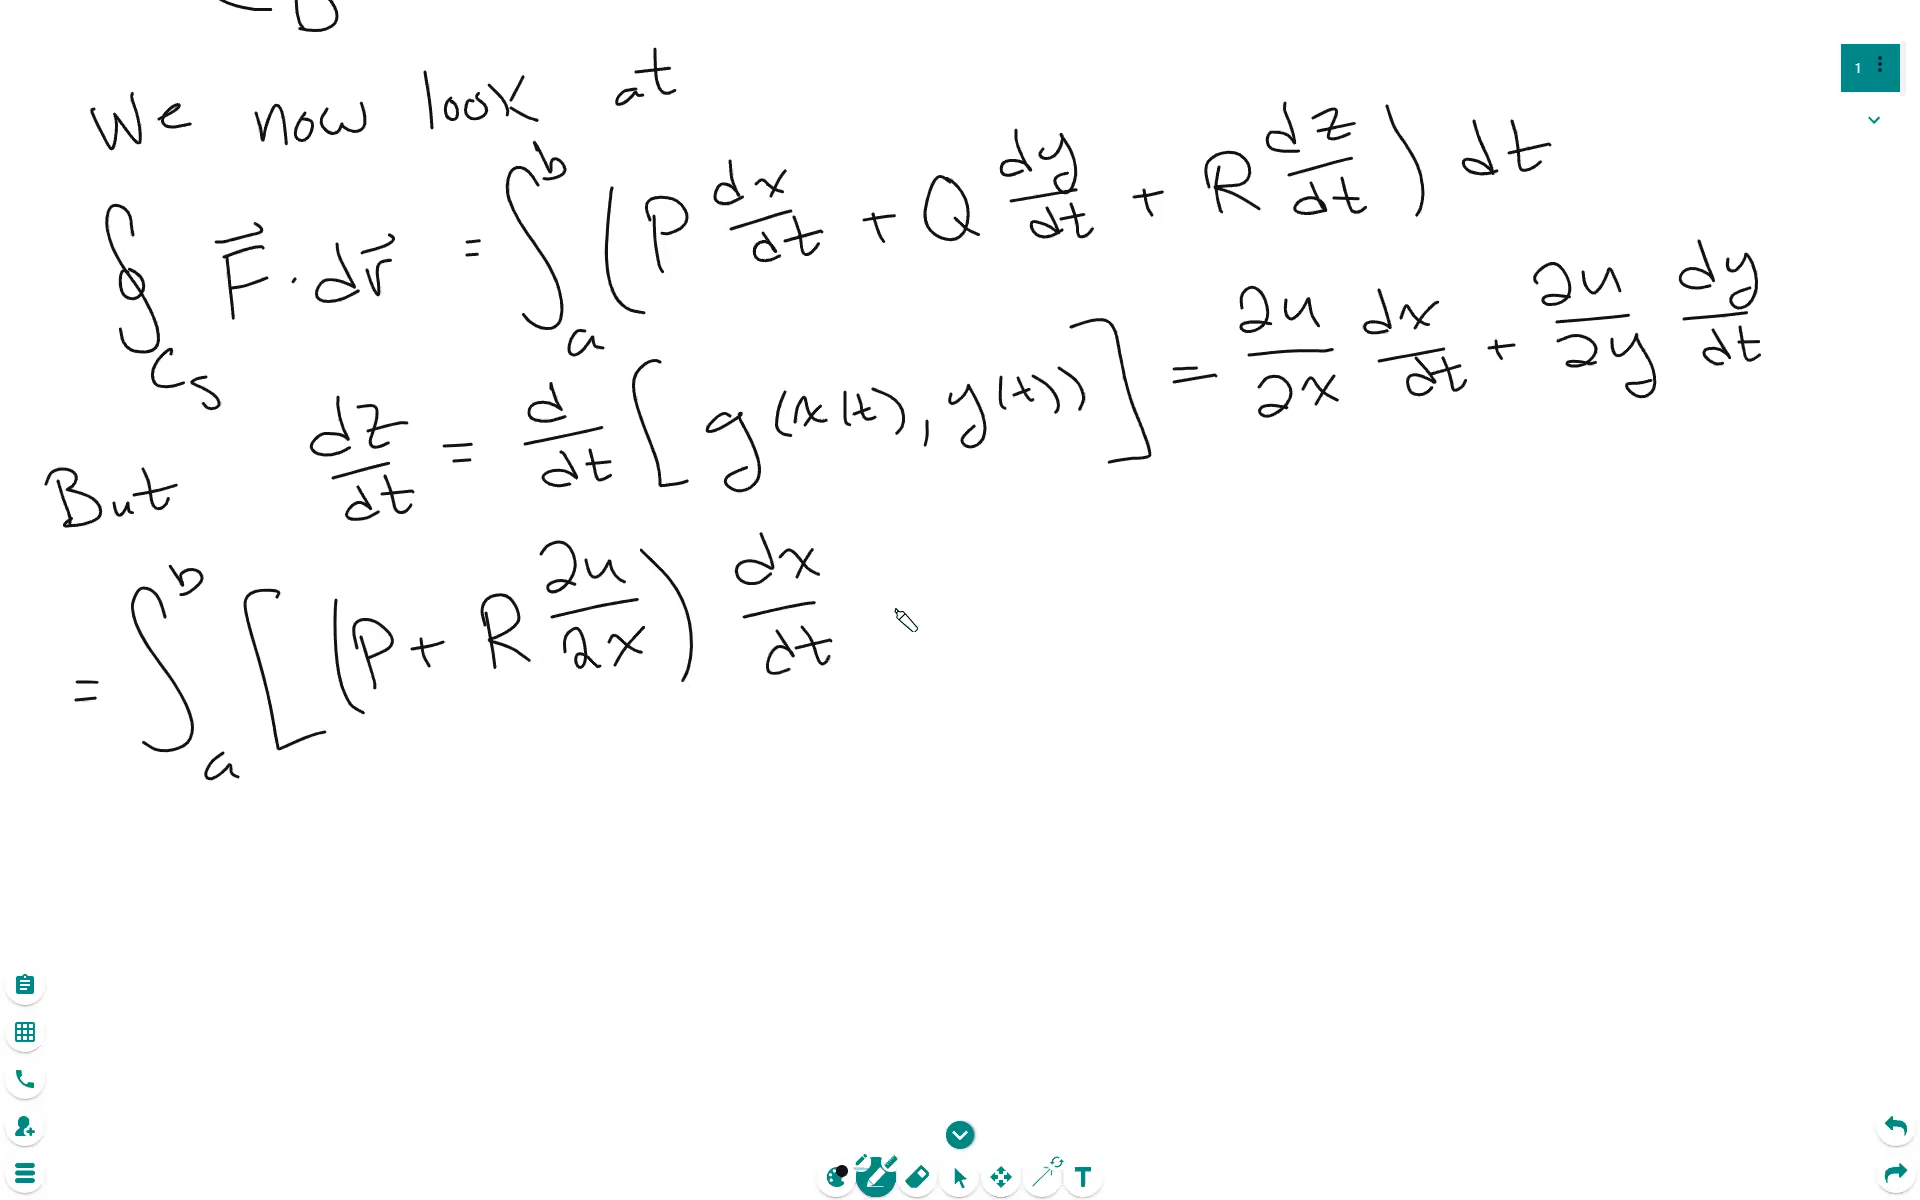 We now look at
∮_{C_S} F⃗ · dr⃗ = ∫_a^b (P dx/dt + Q dy/dt + R dz/dt) dt
But dz/dt = d/dt [g(x(t), y(t))] = ∂u/∂x dx/dt + ∂u/∂y dy/dt
= ∫_a^b [(P + R ∂u/∂x) dx/dt
1
T